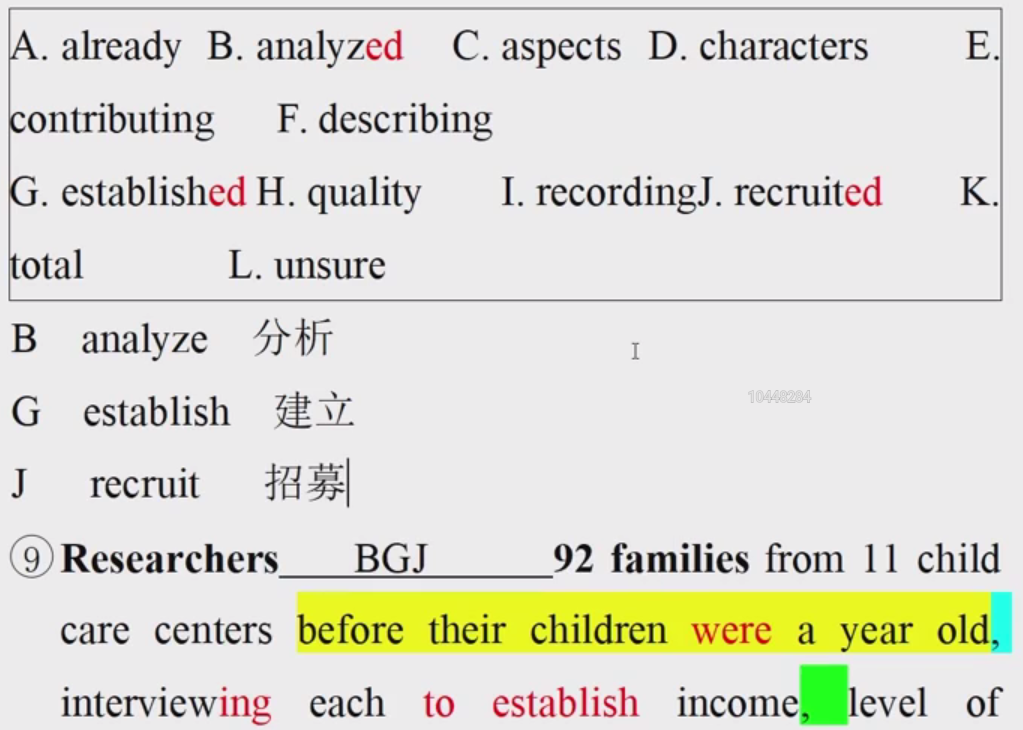 A. already B. analyzed C. aspects D. characters E.
contributing F. describing
G. established H. quality I. recordingJ. recruited K.
total L. unsure
B analyze 分析
G establish 建立
10448284
J recruit 招募
⑨ Researchers BGJ 92 families from 11 child
care centers before their children were a year old,
interviewing each to establish income, level of